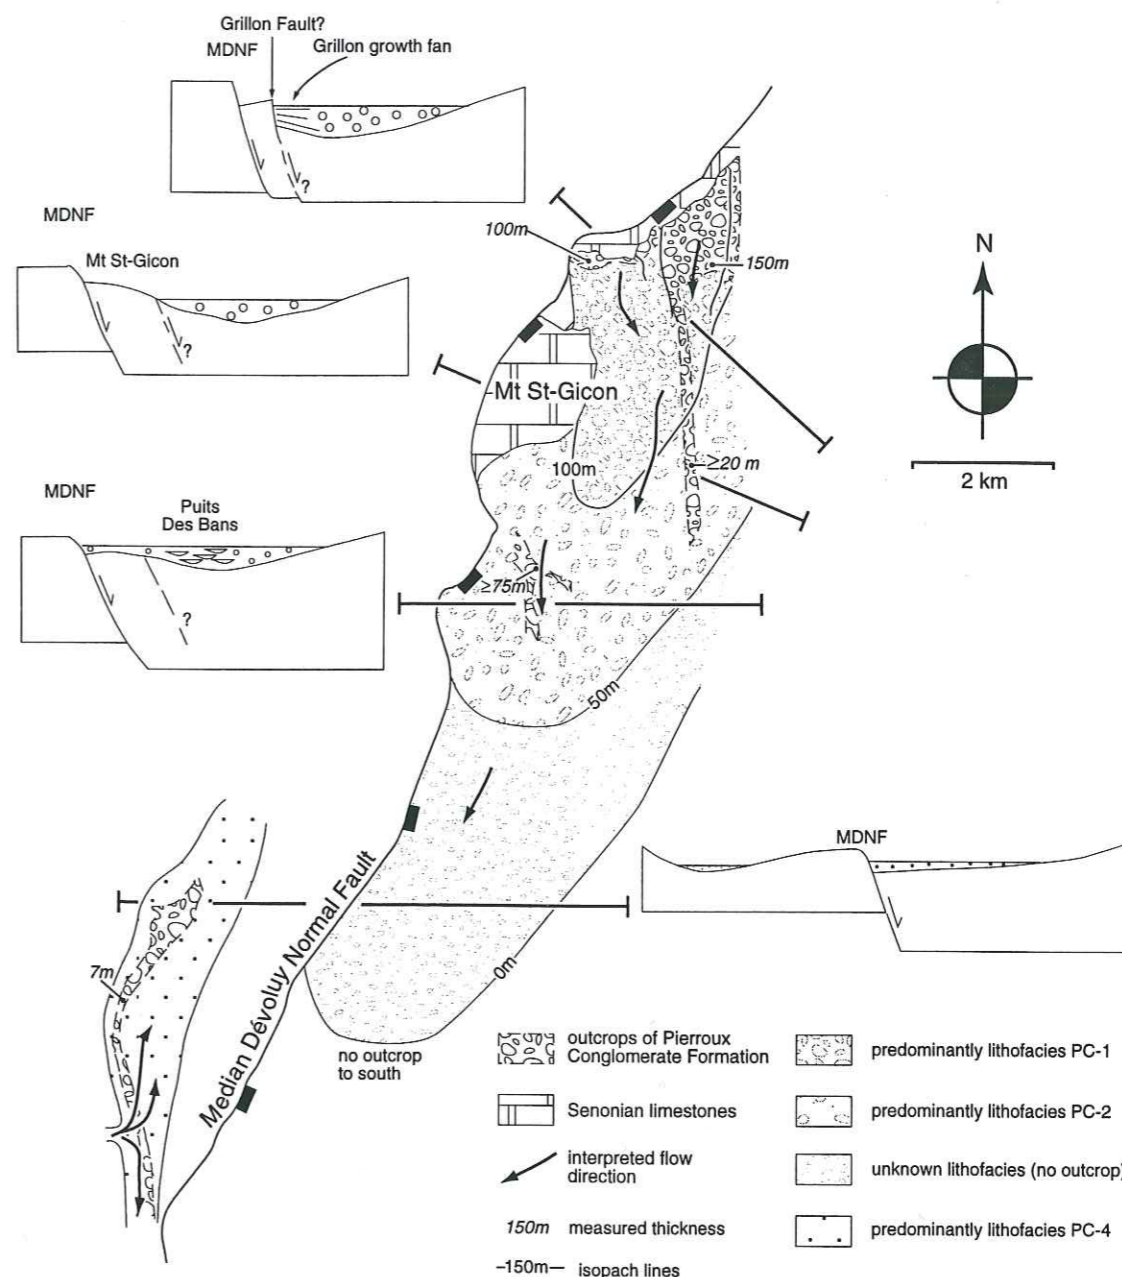 Grillon Fault?
MDNF
Grillon growth fan
?
MDNF
Mt St-Gicon
?
MDNF
Puits
Des Bans
?
100m
150m
N
2 km
Mt St-Gicon
100m
≥20 m
≥75m
50m
MDNF
7m
Median Dévoluy Normal Fault
0m
no outcrop
to south
outcrops of Pierroux
Conglomerate Formation
Senonian limestones
interpreted flow
direction
150m measured thickness
–150m— isopach lines
predominantly lithofacies PC-1
predominantly lithofacies PC-2
unknown lithofacies (no outcrop)
predominantly lithofacies PC-4